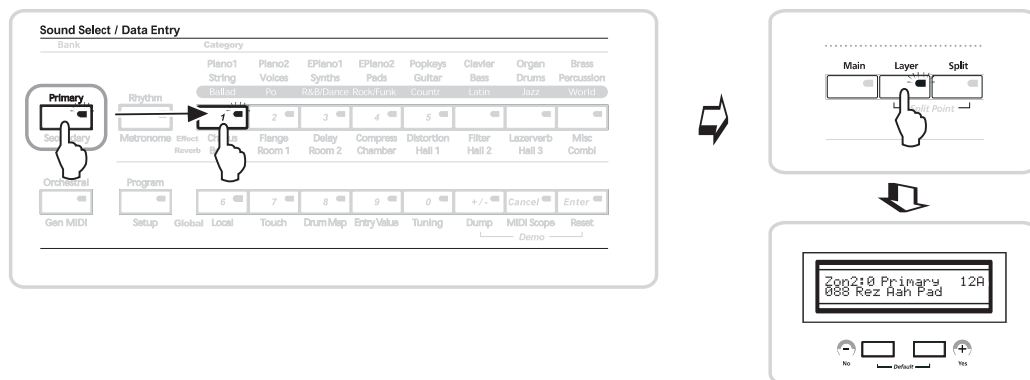 Sound Select / Data Entry
Bank Category
Piano1 Piano2 EPiano1 EPiano2 Popkeys Clavier Organ Brass
String Voices Synths Pads Guitar Bass Drums Percussion
Ballad Po R&B/Dance Rock/Funk Countr Latin Jazz World
Primary Rhythm
1 2 3 4 5
Secondary Metronome Effect Chorus Flange Delay Compress Distortion Filter Lazerverb Misc
Reverb Room 1 Room 2 Chamber Hall 1 Hall 2 Hall 3 Combi
Orchestral Program
6 7 8 9 0 +/- Cancel Enter
Gen MIDI Setup Global Local Touch Drum Map Entry Value Tuning Dump MIDI Scope Reset
Demo
Main Layer Split
Split Point
Zon2:0 Primary 12A
088 Rez Aah Pad
- +
No Default Yes